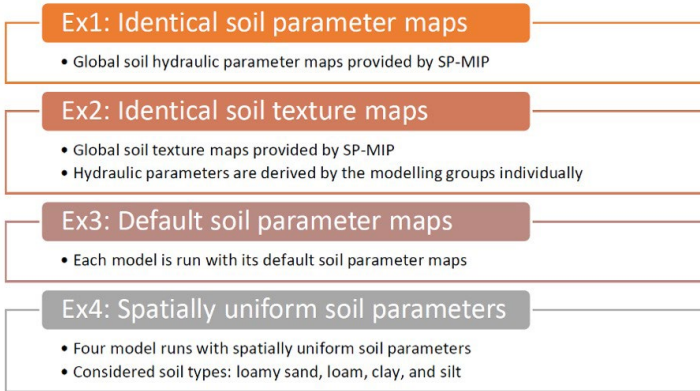 Ex1: Identical soil parameter maps
• Global soil hydraulic parameter maps provided by SP-MIP
Ex2: Identical soil texture maps
• Global soil texture maps provided by SP-MIP
• Hydraulic parameters are derived by the modelling groups individually
Ex3: Default soil parameter maps
• Each model is run with its default soil parameter maps
Ex4: Spatially uniform soil parameters
• Four model runs with spatially uniform soil parameters
• Considered soil types: loamy sand, loam, clay, and silt